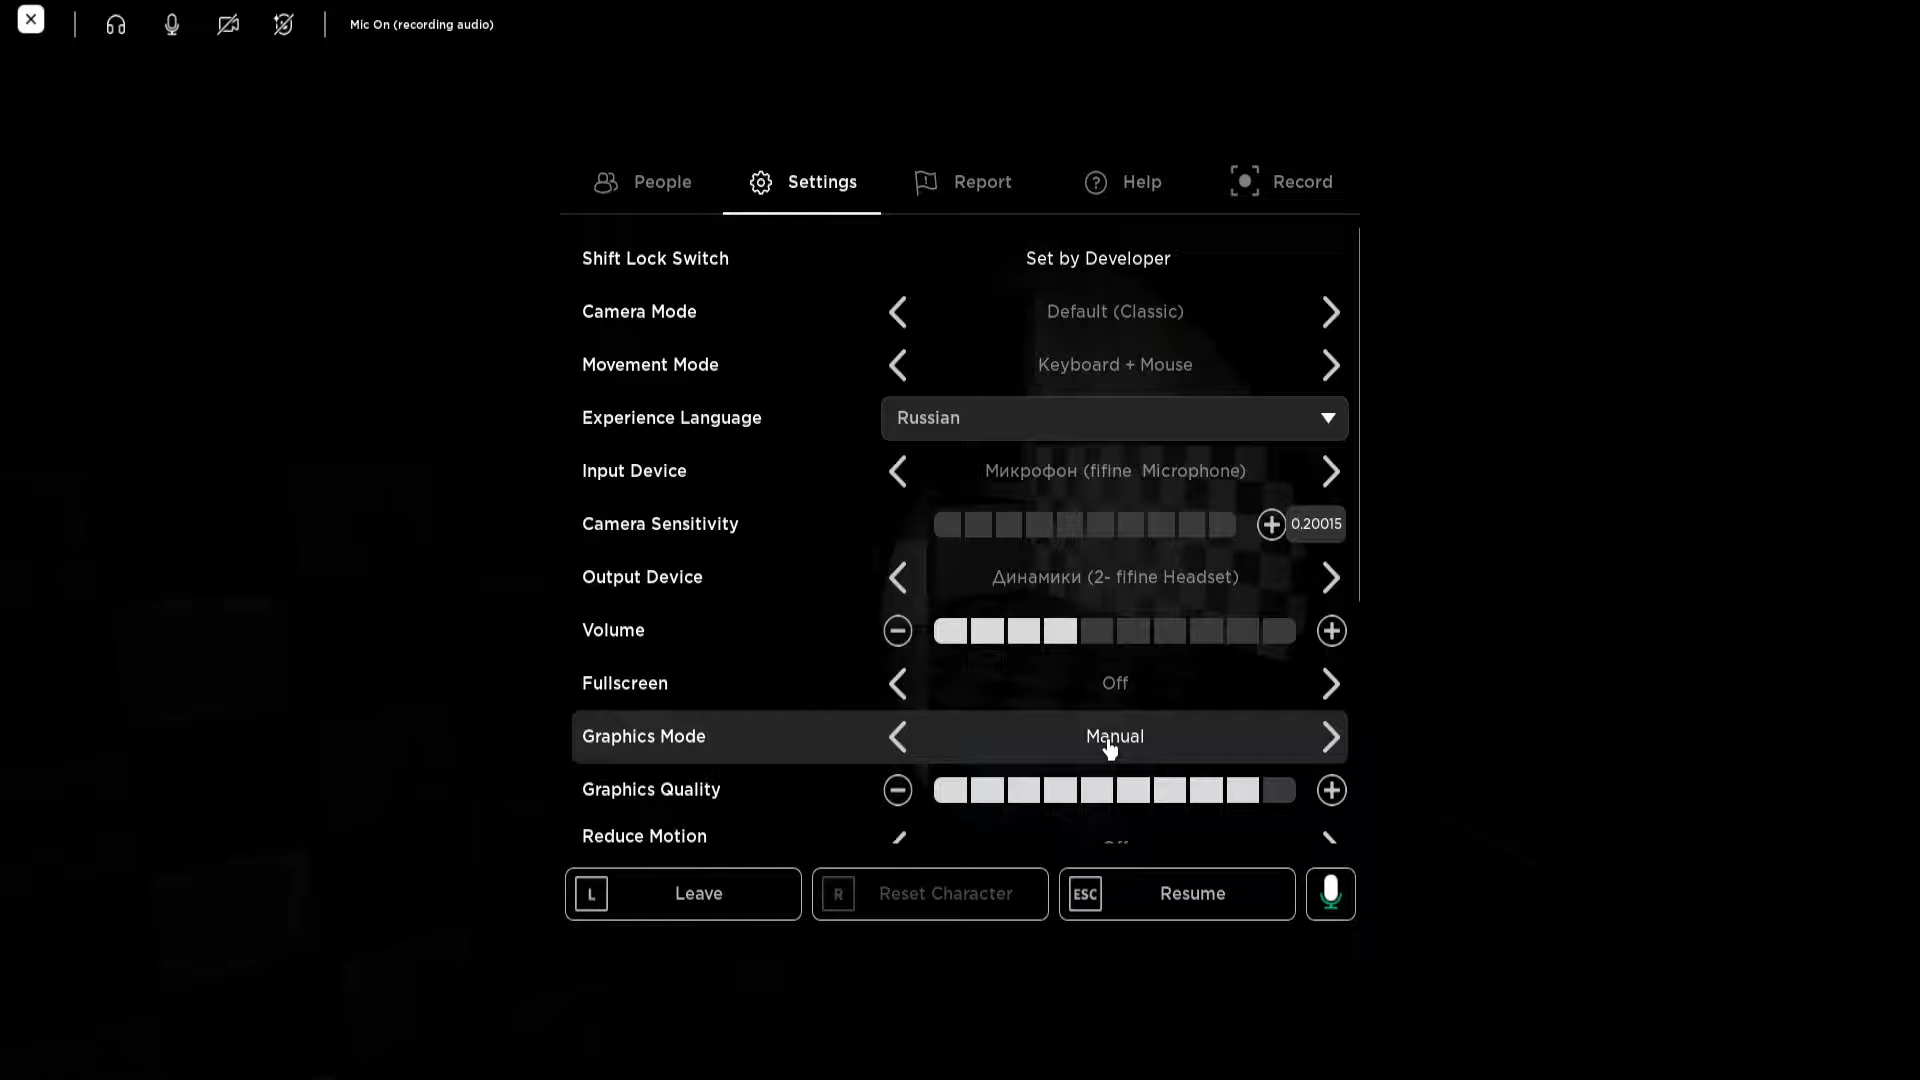 Mic On (recording audio)
People
Settings
Report
Help
Record
Shift Lock Switch
Set by Developer
Camera Mode
Default (Classic)
Movement Mode
Keyboard + Mouse
Experience Language
Russian
Input Device
Микрофон (fifine Microphone)
Camera Sensitivity
0.20015
Output Device
Динамики (2- fifine Headset)
Volume
Fullscreen
Off
Graphics Mode
Manual
Graphics Quality
Reduce Motion
L
Leave
R
Reset Character
ESC
Resume